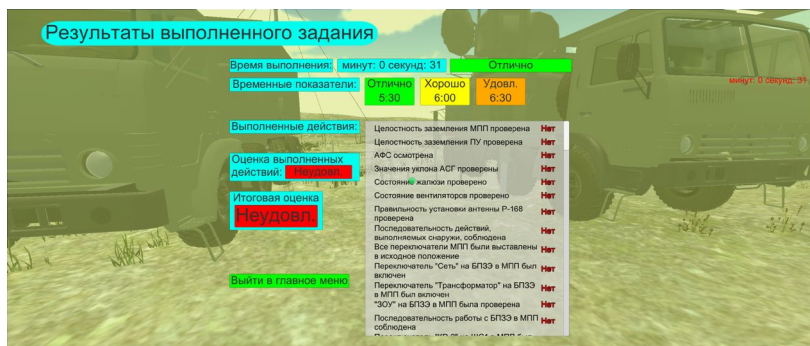 Результаты выполненного задания
Время выполнения: минут: 0 секунд: 31 Отлично
минут: 0 секунд: 31
Временные показатели: Отлично 5:30 Хорошо 6:00 Удовл. 6:30
Выполненные действия:
Оценка выполненных
действий: Неудовл.
Итоговая оценка
Неудовл.
Выйти в главное меню
Целостность заземления МПП проверена Нет
Целостность заземления ПУ проверена Нет
АФС осмотрена Нет
Значения уклона АСГ проверены Нет
Состояние жалюзи проверено Нет
Состояние вентиляторов проверено Нет
Правильность установки антенны Р-168 Нет
проверена
Последовательность действий,
выполняемых снаружи, соблюдена Нет
Все переключатели МПП были выставлены
в исходное положение Нет
Переключатель "Сеть" на БПЗЭ в МПП был Нет
включен
Переключатель "Трансформатор" на БПЗЭ Нет
в МПП был включен
"ЗОУ" на БПЗЭ в МПП была проверена Нет
Последовательность работы с БПЗЭ в МПП Нет
соблюдена